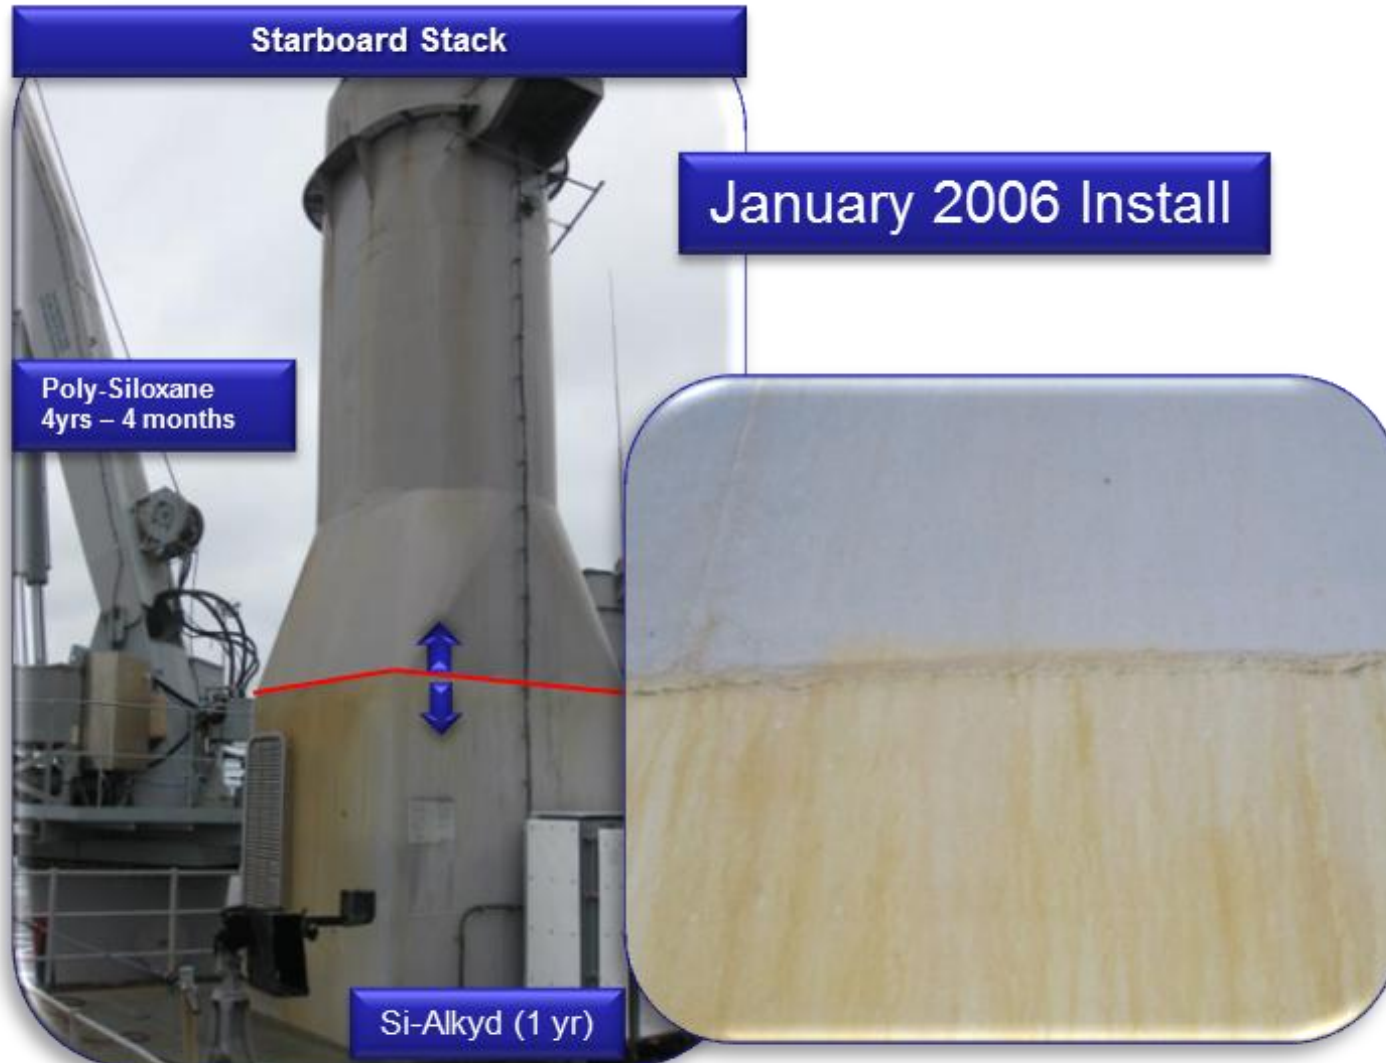 Starboard Stack
January 2006 Install
Poly-Siloxane
4yrs – 4 months
Si-Alkyd (1 yr)